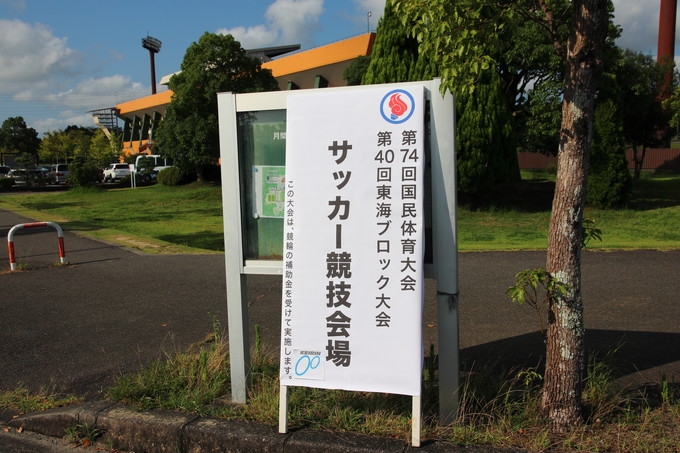 第74回国民体育大会
第40回東海ブロック大会
サッカー競技会場
この大会は、競輪の補助金を受けて実施します。
月間